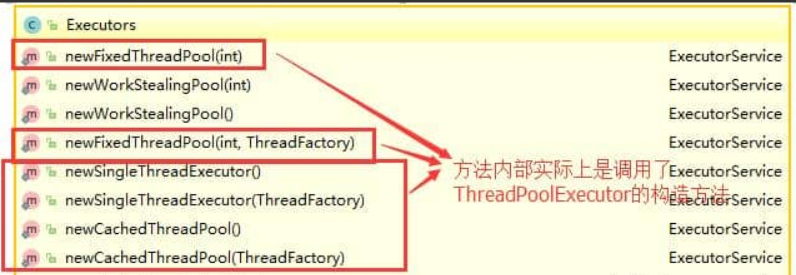 Executors
newFixedThreadPool(int) ExecutorService
newWorkStealingPool(int) ExecutorService
newWorkStealingPool() ExecutorService
newFixedThreadPool(int, ThreadFactory) ExecutorService
newSingleThreadExecutor() ExecutorService
newSingleThreadExecutor(ThreadFactory) ExecutorService
newCachedThreadPool() ExecutorService
newCachedThreadPool(ThreadFactory) ExecutorService
方法内部实际上是调用了
ThreadPoolExecutor的构造方法